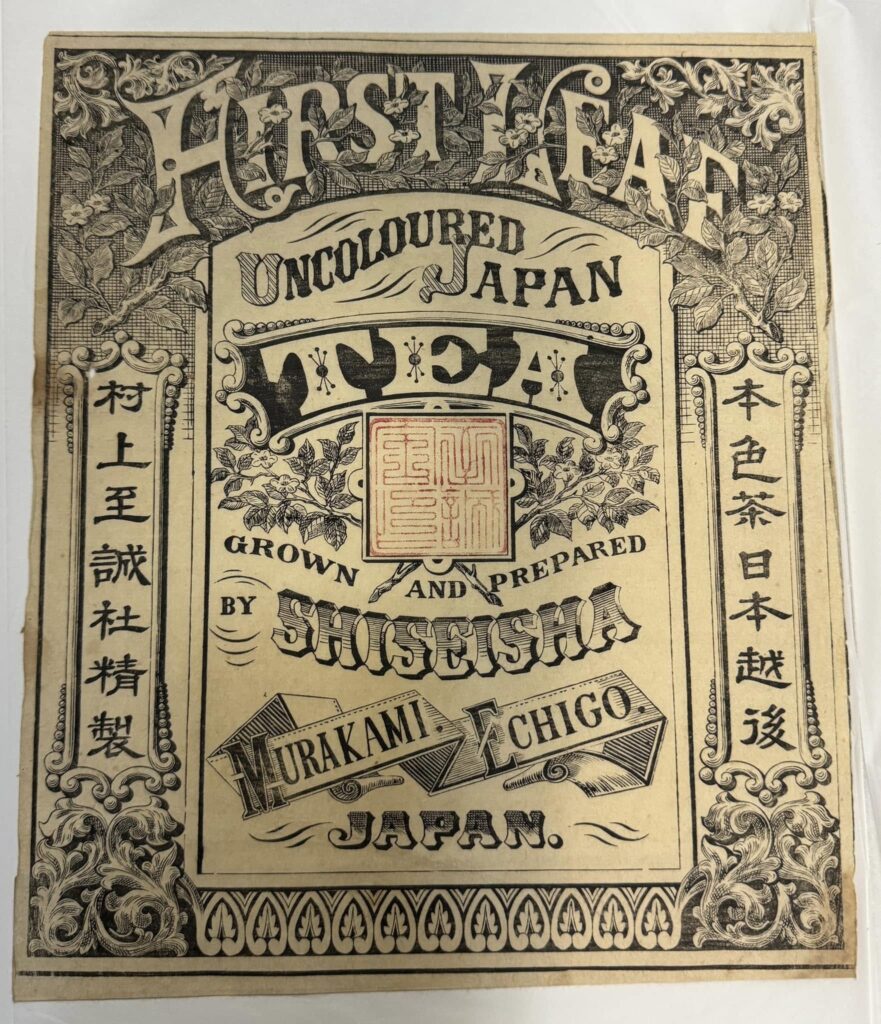 FIRST LEAF
UNCOLOURED
JAPAN
TEA
GROWN AND PREPARED
BY SHISEISHA
MURAKAMI. ECHIGO.
JAPAN.
本色茶日本越後
村上至誠社精製